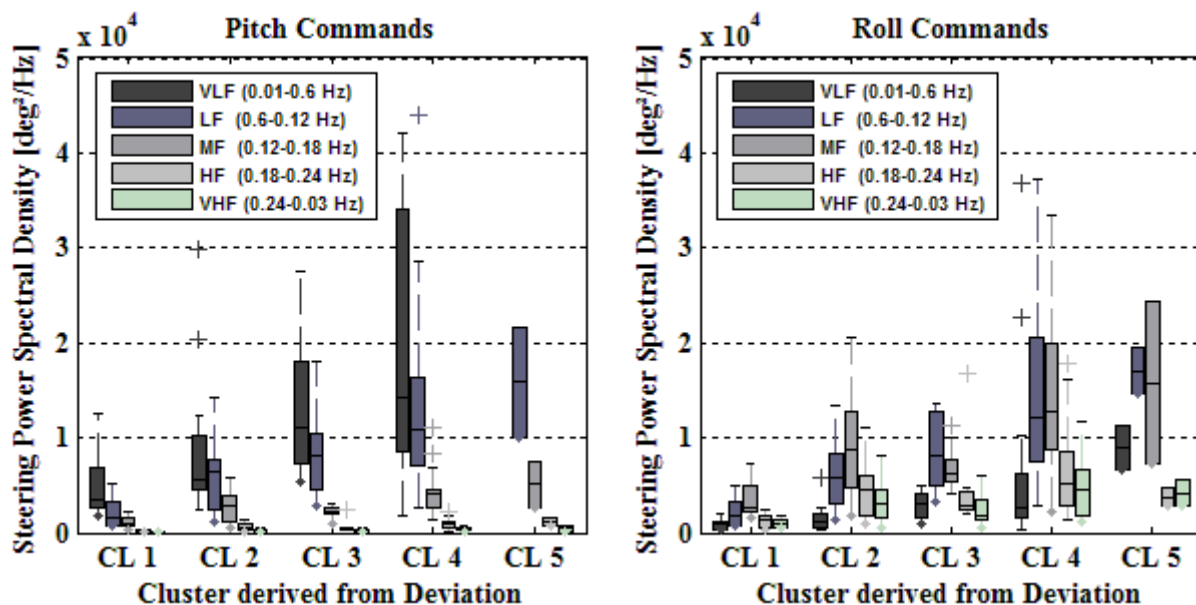 Pitch Commands
x 10⁴
Steering Power Spectral Density [deg²/Hz]
5
4
3
2
1
0
VLF (0.01-0.6 Hz)
LF (0.6-0.12 Hz)
MF (0.12-0.18 Hz)
HF (0.18-0.24 Hz)
VHF (0.24-0.03 Hz)
CL 1 CL 2 CL 3 CL 4 CL 5
Cluster derived from Deviation
Roll Commands
x 10⁴
Steering Power Spectral Density [deg²/Hz]
5
4
3
2
1
0
VLF (0.01-0.6 Hz)
LF (0.6-0.12 Hz)
MF (0.12-0.18 Hz)
HF (0.18-0.24 Hz)
VHF (0.24-0.03 Hz)
CL 1 CL 2 CL 3 CL 4 CL 5
Cluster derived from Deviation